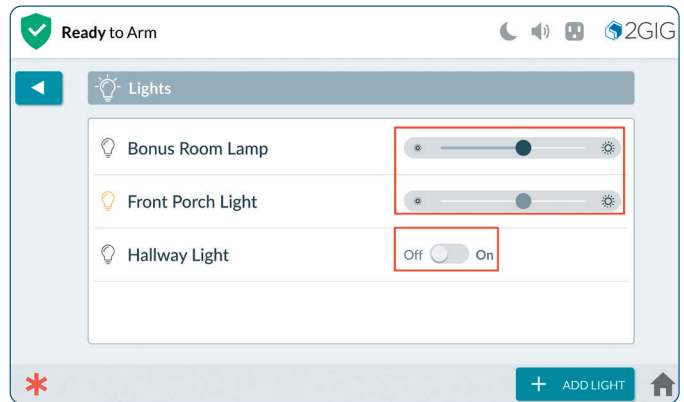 Ready to Arm
2GIG
Lights
Bonus Room Lamp
Front Porch Light
Hallway Light Off On
+ ADD LIGHT